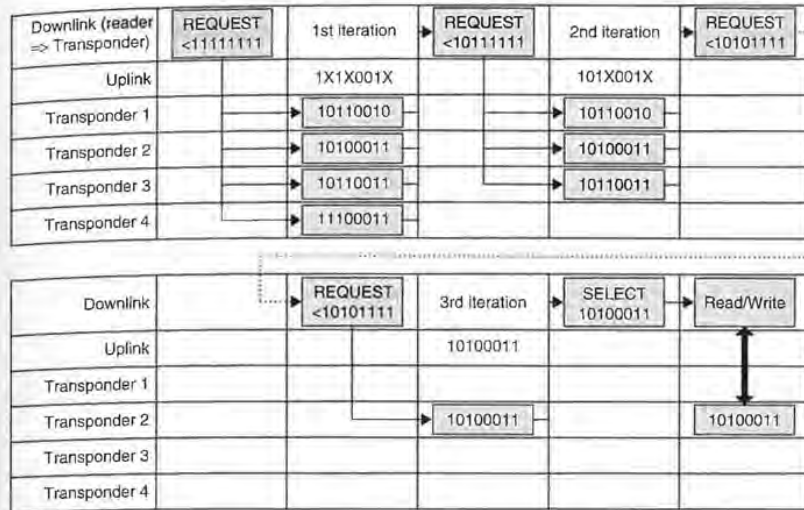 Downlink (reader => Transponder)
REQUEST <11111111
1st iteration
REQUEST <10111111
2nd iteration
REQUEST <10101111
Uplink
1X1X001X
101X001X
Transponder 1
10110010
10110010
Transponder 2
10100011
10100011
Transponder 3
10110011
10110011
Transponder 4
11100011
Downlink
REQUEST <10101111
3rd iteration
SELECT 10100011
Read/Write
Uplink
10100011
Transponder 1
Transponder 2
10100011
10100011
Transponder 3
Transponder 4